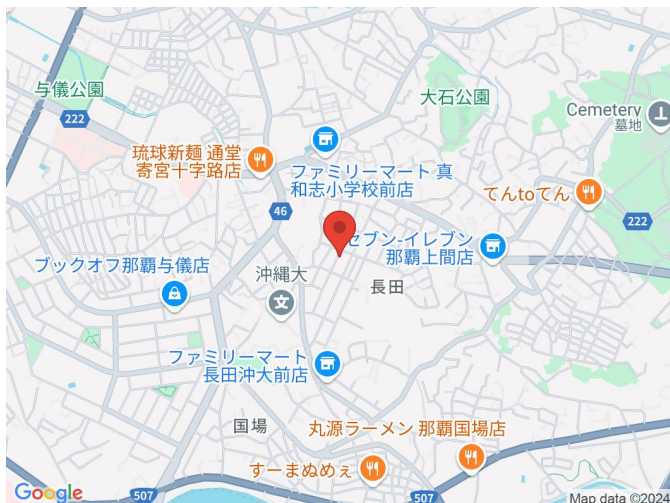 与儀公園
222
大石公園
Cemetery
墓地
琉球新麺 通堂
寄宮十字路店
ファミリーマート 真
和志小学校前店
てんtoてん
46
222
セブン-イレブン
那覇上間店
ブックオフ那覇与儀店
沖縄大
文
長田
ファミリーマート
長田沖大前店
国場
丸源ラーメン 那覇国場店
すーまぬめぇ
507
507
Google
Map data ©2024